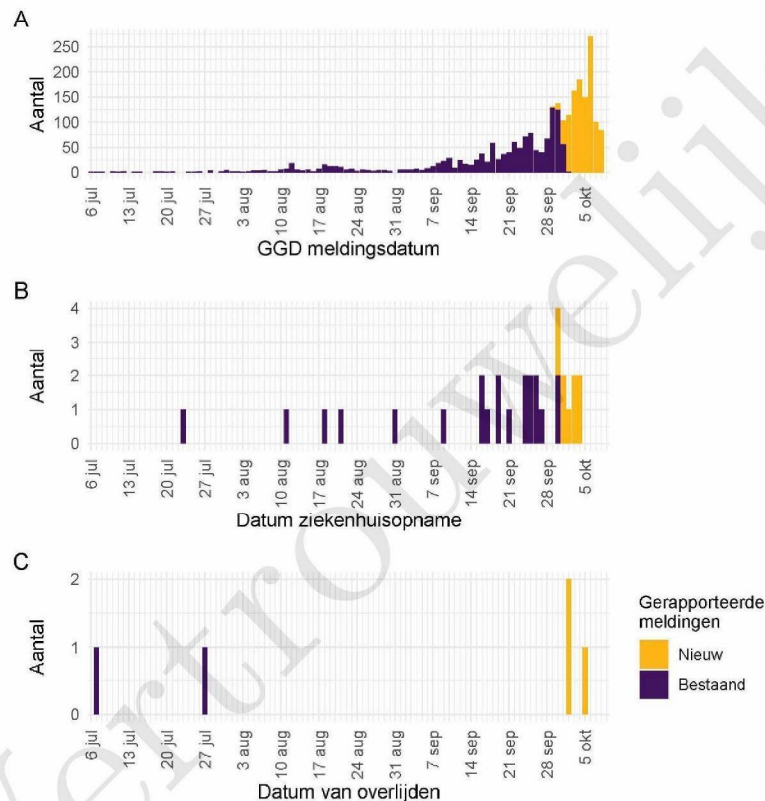 A
Aantal
250
200
150
100
50
0
6 jul
13 jul
20 jul
27 jul
3 aug
10 aug
17 aug
24 aug
31 aug
7 sep
14 sep
21 sep
28 sep
5 okt
GGD meldingsdatum
B
Aantal
4
3
2
1
0
6 jul
13 jul
20 jul
27 jul
3 aug
10 aug
17 aug
24 aug
31 aug
7 sep
14 sep
21 sep
28 sep
5 okt
Datum ziekenhuisopname
C
Aantal
2
1
0
6 jul
13 jul
20 jul
27 jul
3 aug
10 aug
17 aug
24 aug
31 aug
7 sep
14 sep
21 sep
28 sep
5 okt
Datum van overlijden
Gerapporteerde
meldingen
Nieuw
Bestaand
Vertrouwelijk